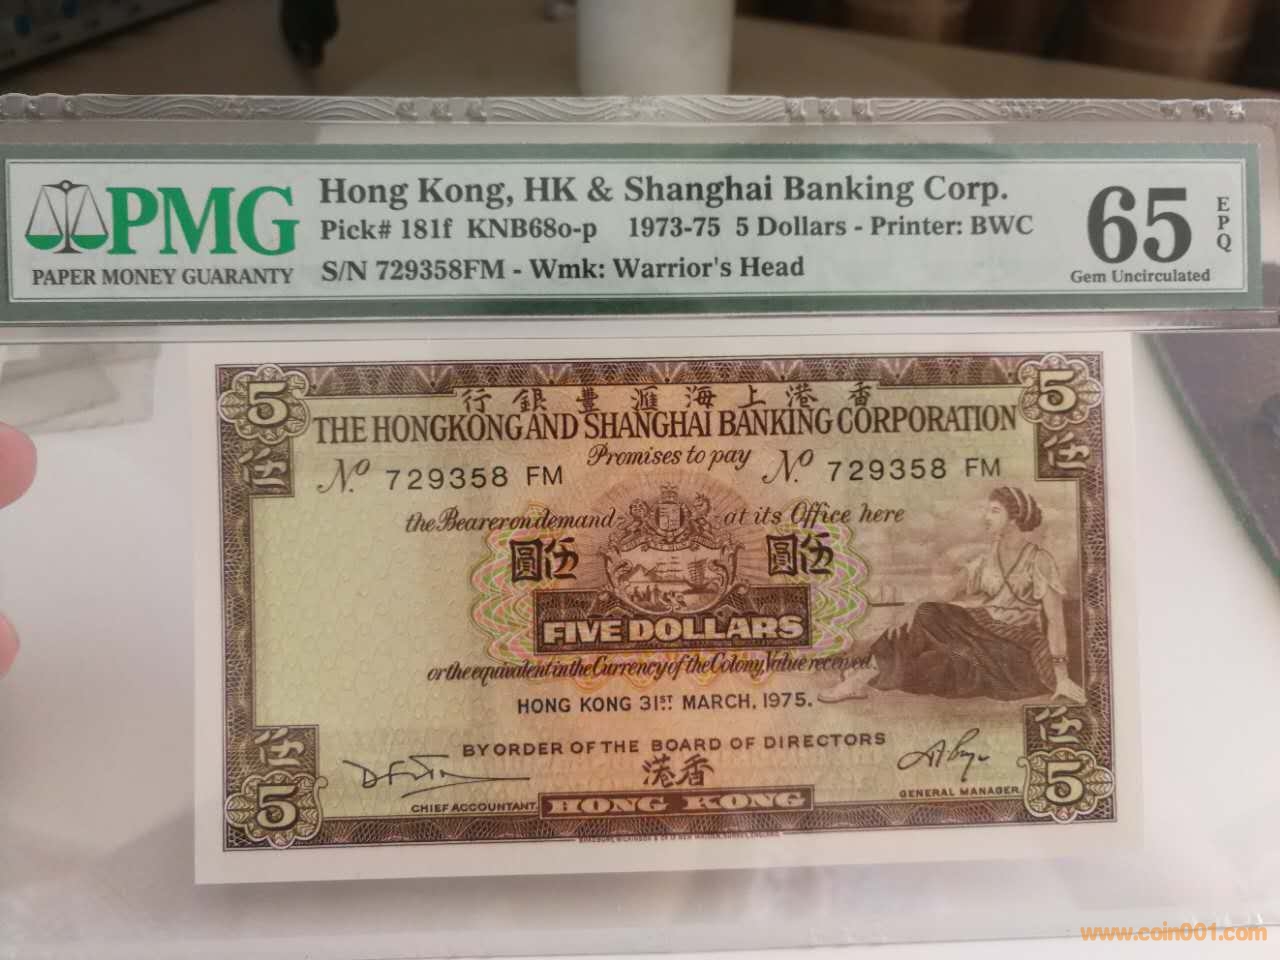 PMG
PAPER MONEY GUARANTY
Hong Kong, HK & Shanghai Banking Corp.
Pick# 181f KNB68o-p 1973-75 5 Dollars - Printer: BWC
S/N 729358FM - Wmk: Warrior's Head
65
EPQ
Gem Uncirculated
5
5
行銀豐滙海上港香
THE HONGKONG AND SHANGHAI BANKING CORPORATION
伍
伍
Promises to pay
No. 729358 FM
No. 729358 FM
the Bearer on demand
at its Office here
圓伍
圓伍
FIVE DOLLARS
or the equivalent in the Currency of the Colony, Value received.
HONG KONG 31ST MARCH, 1975.
BY ORDER OF THE BOARD OF DIRECTORS
伍
伍
港香
5
5
CHIEF ACCOUNTANT.
HONG KONG
GENERAL MANAGER.
www.coin001.com